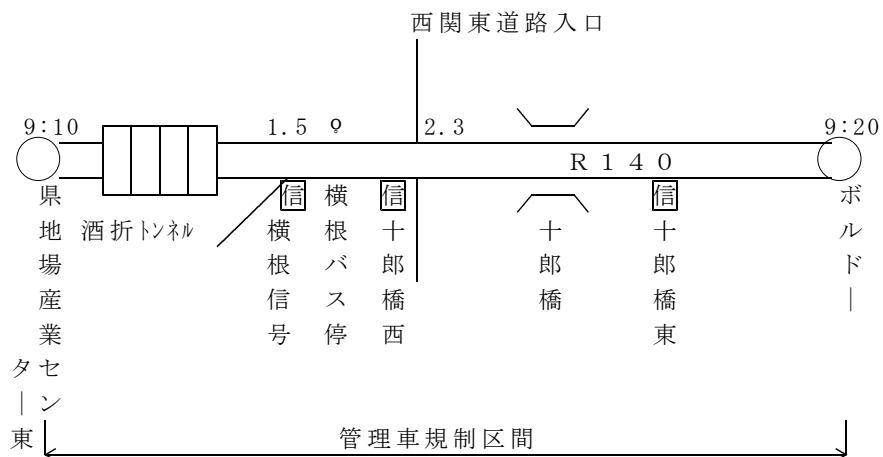 西関東道路入口
9:10
1.5
2.3
9:20
R140
信
信
信
県地場産業センター東
酒折トンネル
横根信号
横根バス停
十郎橋西
十郎橋
十郎橋東
ボルドー
管理車規制区間